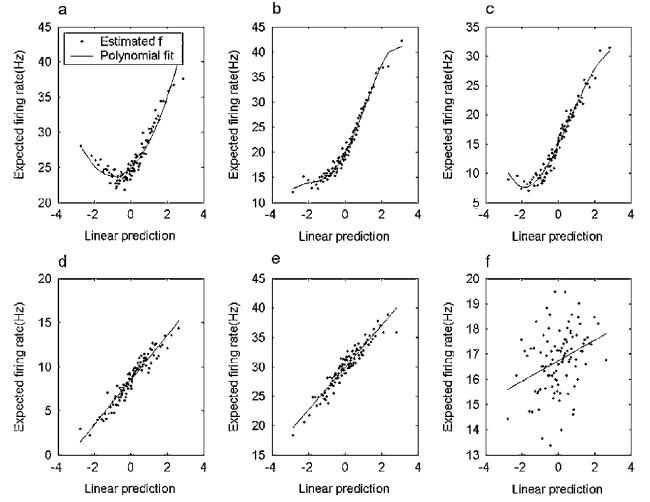 a b c
Estimated f
Polynomial fit
Expected firing rate(Hz) Expected firing rate(Hz) Expected firing rate(Hz)
45 45 35
40 40 30
35 35 25
30 30 20
25 25 15
20 20 10
15 5
10
-4 -2 0 2 4 -4 -2 0 2 4 -4 -2 0 2 4
Linear prediction Linear prediction Linear prediction
d e f
Expected firing rate(Hz) Expected firing rate(Hz) Expected firing rate(Hz)
20 45 20
40 19
15 35 18
30 17
10 25 16
5 20 15
15 14
0 10 13
-4 -2 0 2 4 -4 -2 0 2 4 -4 -2 0 2 4
Linear prediction Linear prediction Linear prediction